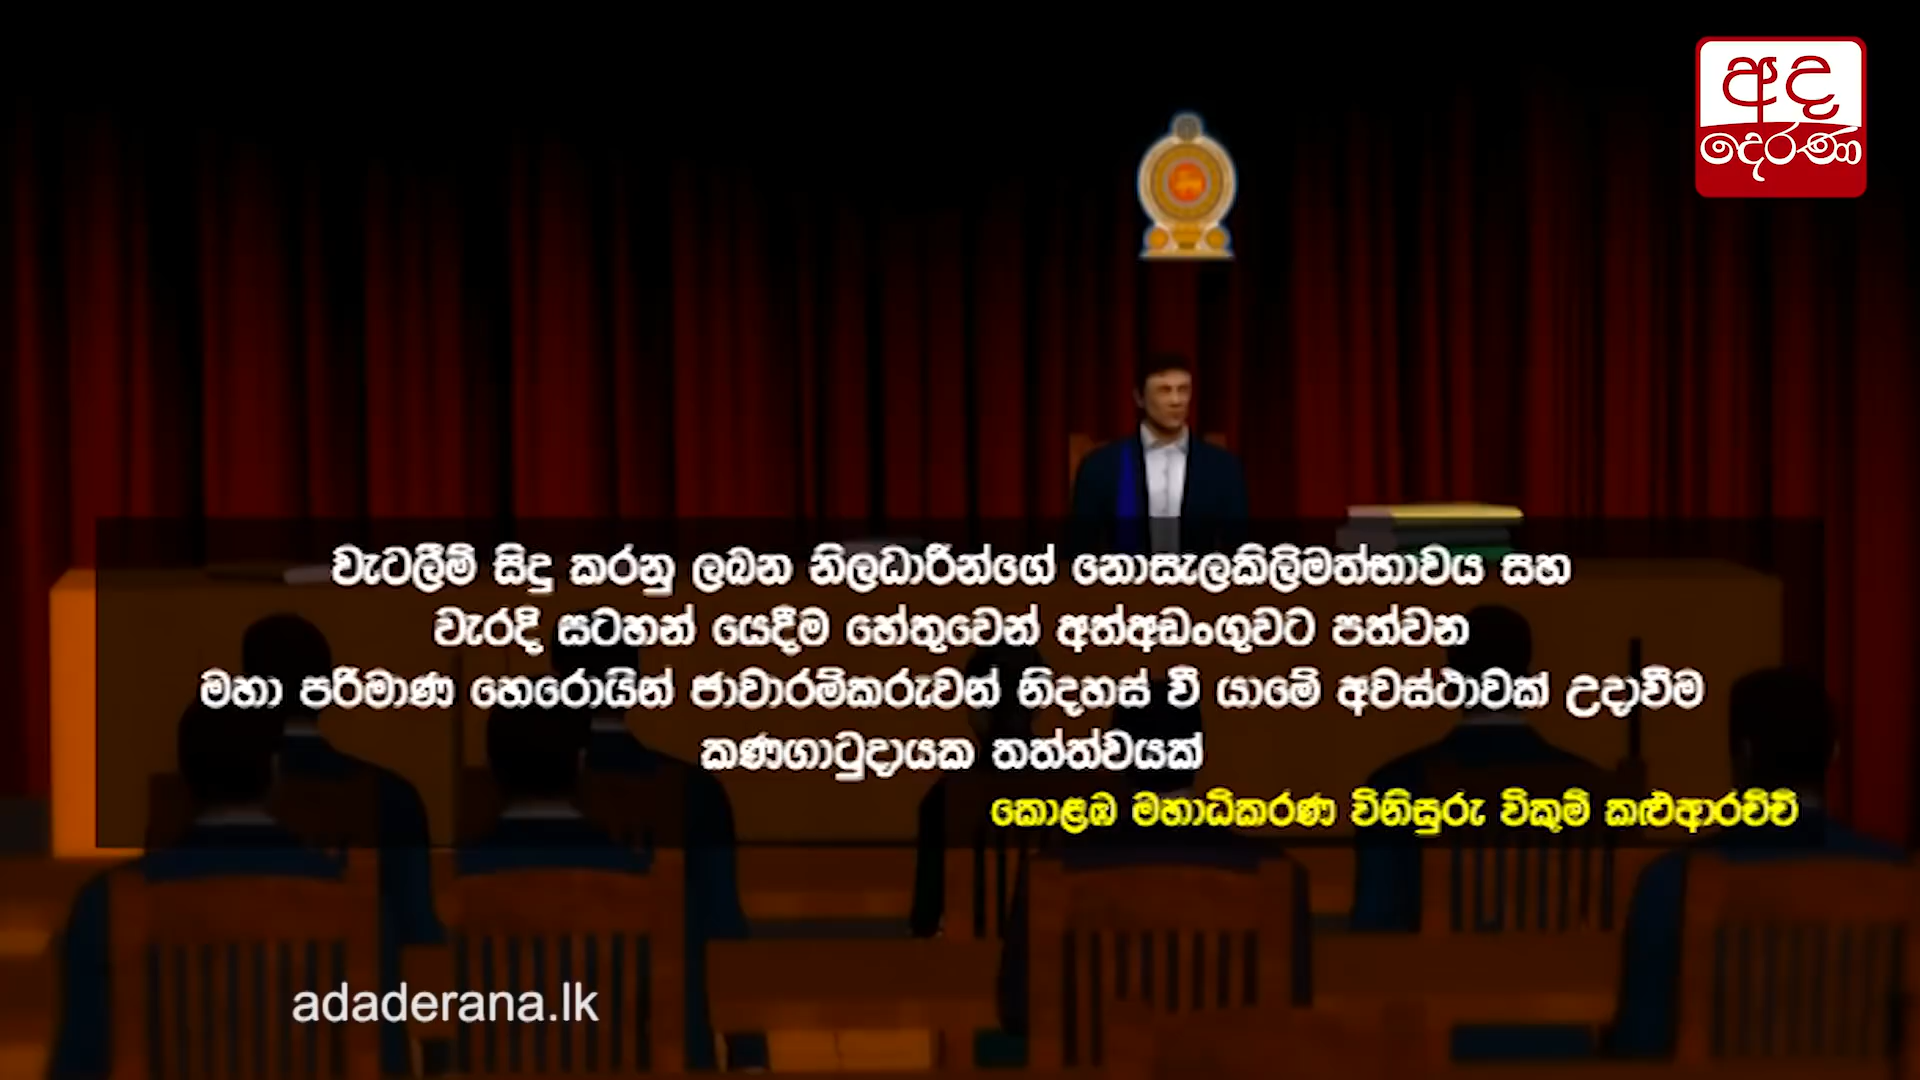 අද
දෙරණ
වැටලීම් සිදු කරනු ලබන නිලධාරීන්ගේ නොසැලකිලිමත්භාවය සහ
වැරදි සටහන් යෙදීම හේතුවෙන් අත්අඩංගුවට පත්වන
මහා පරිමාණ හෙරොයින් ජාවාරම්කරුවන් නිදහස් වී යාමේ අවස්ථාවක් උදාවීම
කණගාටුදායක තත්ත්වයක්
කොළඹ මහාධිකරණ විනිසුරු විකුම් කළුආරච්චි
adaderana.lk